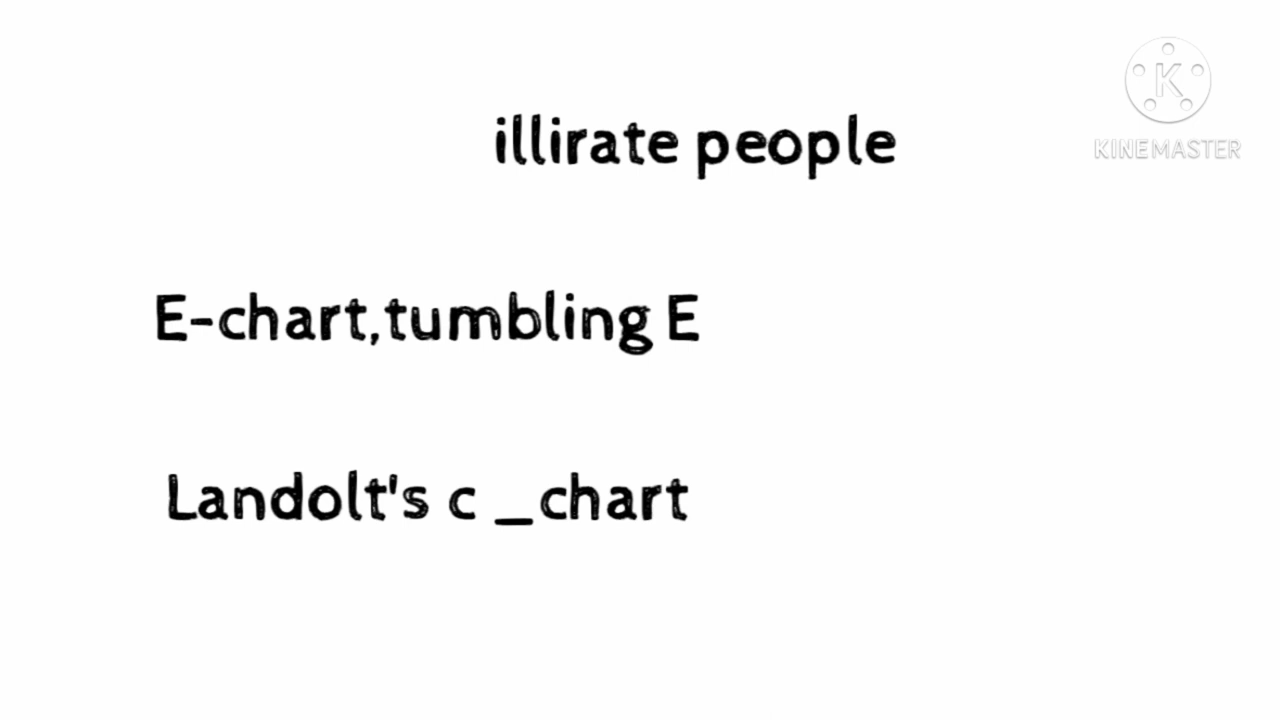 illirate people
KINEMASTER
E-chart,tumbling E
Landolt's c _chart